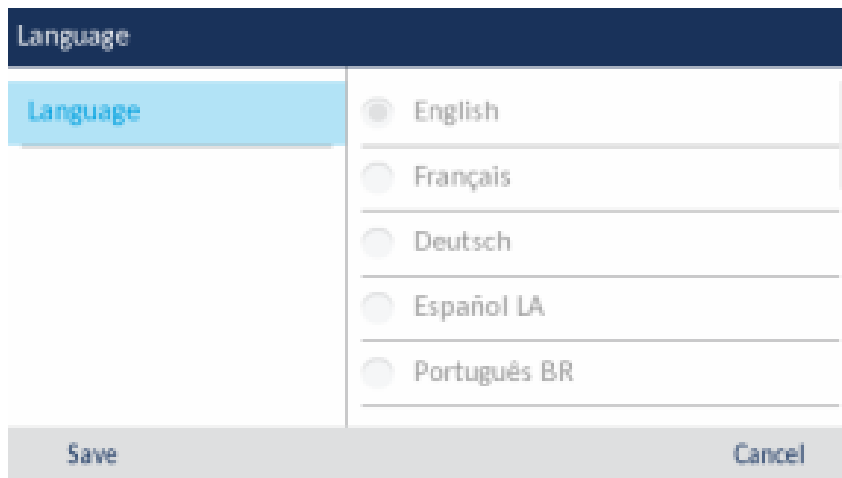 Language
Language
English
Français
Deutsch
Español LA
Português BR
Save
Cancel